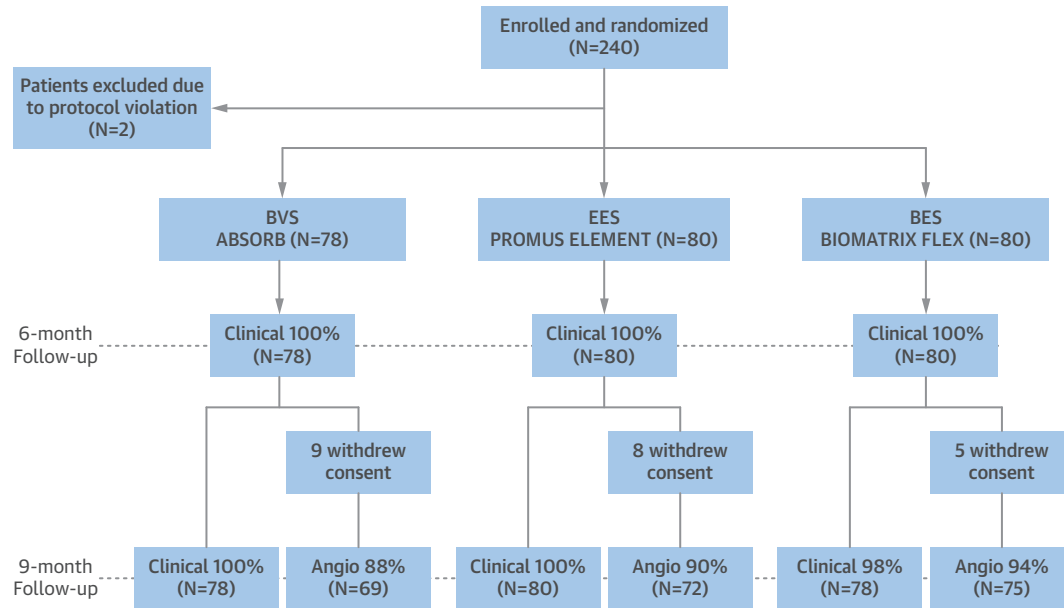 Enrolled and randomized
(N=240)
Patients excluded due
to protocol violation
(N=2)
BVS
ABSORB (N=78)
EES
PROMUS ELEMENT (N=80)
BES
BIOMATRIX FLEX (N=80)
6-month
Follow-up
Clinical 100%
(N=78)
Clinical 100%
(N=80)
Clinical 100%
(N=80)
9 withdrew
consent
8 withdrew
consent
5 withdrew
consent
9-month
Follow-up
Clinical 100%
(N=78)
Angio 88%
(N=69)
Clinical 100%
(N=80)
Angio 90%
(N=72)
Clinical 98%
(N=78)
Angio 94%
(N=75)